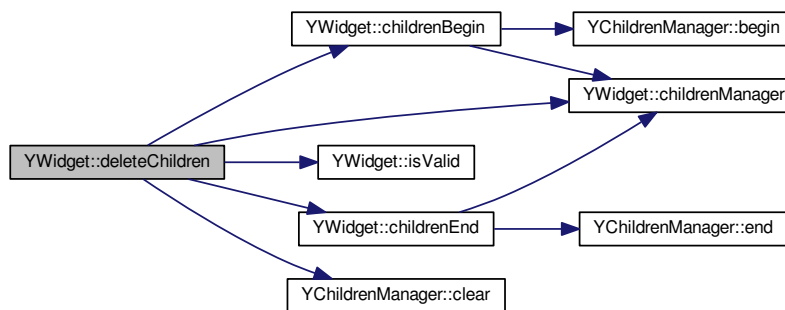 YWidget::childrenBegin
YChildrenManager::begin
YWidget::childrenManager
YWidget::deleteChildren
YWidget::isValid
YWidget::childrenEnd
YChildrenManager::end
YChildrenManager::clear